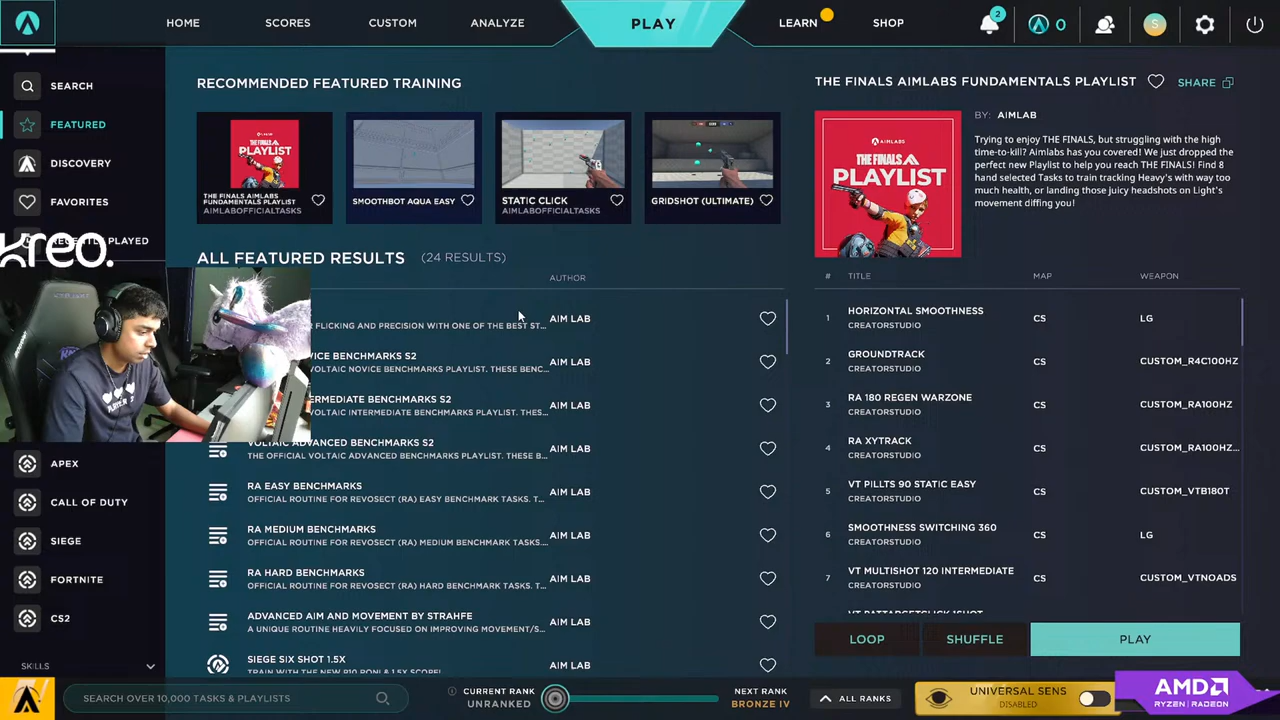 HOME
SCORES
CUSTOM
ANALYZE
PLAY
LEARN
SHOP
2
0
S
SEARCH
FEATURED
DISCOVERY
FAVORITES
PLAYED
kreo.
APEX
CALL OF DUTY
SIEGE
FORTNITE
CS2
SKILLS
RECOMMENDED FEATURED TRAINING
THE FINALS
PLAYLIST
THE FINALS AIMLABS
FUNDAMENTALS PLAYLIST
AIMLABOFFICIALTASKS
SMOOTHBOT AQUA EASY
STATIC CLICK
AIMLABOFFICIALTASKS
GRIDSHOT (ULTIMATE)
ALL FEATURED RESULTS (24 RESULTS)
AUTHOR
FLICKING AND PRECISION WITH ONE OF THE BEST ST...
AIM LAB
BENCHMARKS S2
VOLTAIC NOVICE BENCHMARKS PLAYLIST. THESE BENC...
AIM LAB
BENCHMARKS S2
VOLTAIC INTERMEDIATE BENCHMARKS PLAYLIST. THES...
AIM LAB
VOLTAIC ADVANCED BENCHMARKS S2
THE OFFICIAL VOLTAIC ADVANCED BENCHMARKS PLAYLIST. THESE B...
AIM LAB
RA EASY BENCHMARKS
OFFICIAL ROUTINE FOR REVOSECT (RA) EASY BENCHMARK TASKS. T...
AIM LAB
RA MEDIUM BENCHMARKS
OFFICIAL ROUTINE FOR REVOSECT (RA) MEDIUM BENCHMARK TASKS...
AIM LAB
RA HARD BENCHMARKS
OFFICIAL ROUTINE FOR REVOSECT (RA) HARD BENCHMARK TASKS. T...
AIM LAB
ADVANCED AIM AND MOVEMENT BY STRAHFE
A UNIQUE ROUTINE HEAVILY FOCUSED ON IMPROVING MOVEMENT/S...
AIM LAB
SIEGE SIX SHOT 1.5X
TRAIN WITH THE NEW R10 RONI & 1.5X SCOPE!
AIM LAB
THE FINALS AIMLABS FUNDAMENTALS PLAYLIST
SHARE
AIMLABS
THE FINALS
PLAYLIST
BY: AIMLAB
Trying to enjoy THE FINALS, but struggling with the high
time-to-kill? Aimlabs has you covered! We just dropped the
perfect new Playlist to help you reach THE FINALS! Find 8
hand selected Tasks to train tracking Heavy's with way too
much health, or landing those juicy headshots on Light's
movement diffing you!
# TITLE MAP WEAPON
1 HORIZONTAL SMOOTHNESS CS LG
CREATORSTUDIO
2 GROUNDTRACK CS CUSTOM_R4C100HZ
CREATORSTUDIO
3 RA 180 REGEN WARZONE CS CUSTOM_RA100HZ
CREATORSTUDIO
4 RA XYTRACK CS CUSTOM_RA100HZ...
CREATORSTUDIO
5 VT PILLTS 90 STATIC EASY CS CUSTOM_VTB180T
CREATORSTUDIO
6 SMOOTHNESS SWITCHING 360 CS LG
CREATORSTUDIO
7 VT MULTISHOT 120 INTERMEDIATE CS CUSTOM_VTNOADS
CREATORSTUDIO
LOOP
SHUFFLE
PLAY
SEARCH OVER 10,000 TASKS & PLAYLISTS
CURRENT RANK
UNRANKED
NEXT RANK
BRONZE IV
ALL RANKS
UNIVERSAL SENS
DISABLED
AMD
RYZEN | RADEON